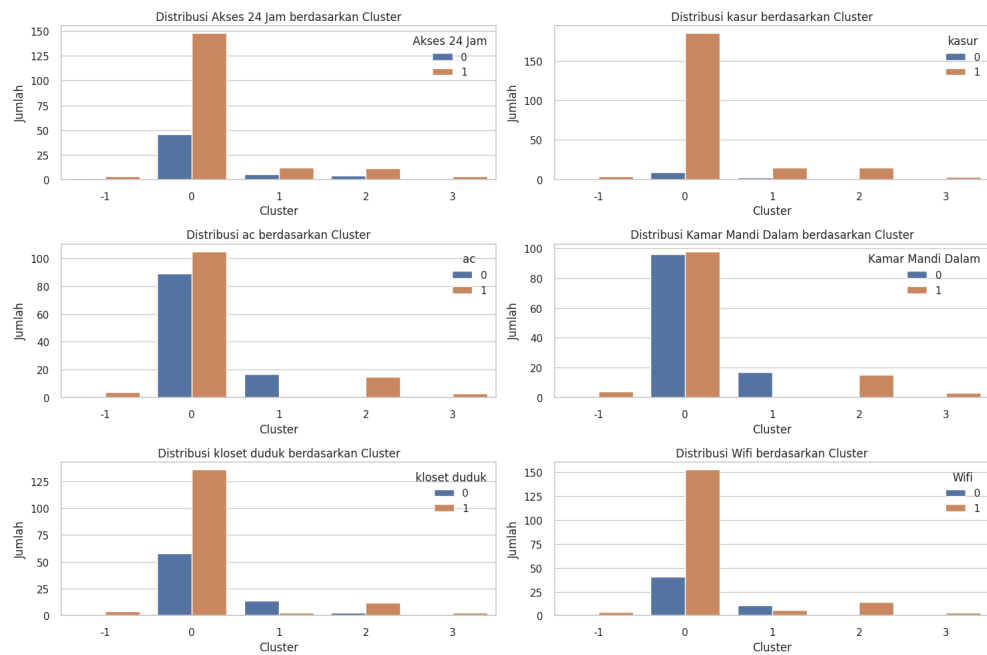 Distribusi Akses 24 Jam berdasarkan Cluster
Akses 24 Jam
0
1
Jumlah
150
125
100
75
50
25
0
-1 0 1 2 3
Cluster
Distribusi kasur berdasarkan Cluster
kasur
0
1
Jumlah
150
100
50
0
-1 0 1 2 3
Cluster
Distribusi ac berdasarkan Cluster
ac
0
1
Jumlah
100
80
60
40
20
0
-1 0 1 2 3
Cluster
Distribusi Kamar Mandi Dalam berdasarkan Cluster
Kamar Mandi Dalam
0
1
Jumlah
100
80
60
40
20
0
-1 0 1 2 3
Cluster
Distribusi kloset duduk berdasarkan Cluster
kloset duduk
0
1
Jumlah
125
100
75
50
25
0
-1 0 1 2 3
Cluster
Distribusi Wifi berdasarkan Cluster
Wifi
0
1
Jumlah
150
125
100
75
50
25
0
-1 0 1 2 3
Cluster